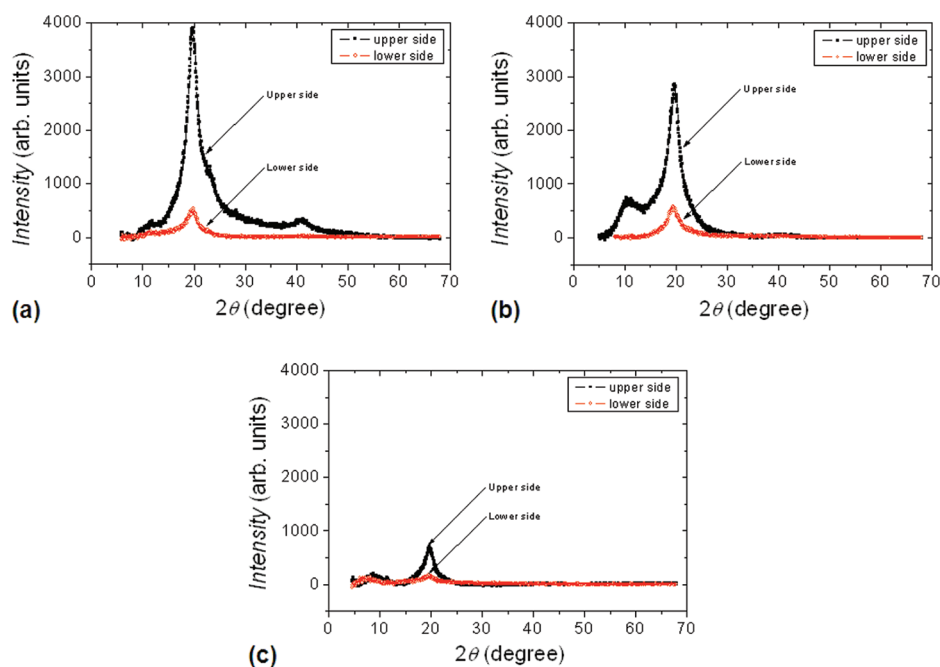 4000
3000
2000
1000
0
Intensity (arb. units)
upper side
lower side
Upper side
Lower side
0 10 20 30 40 50 60 70
2θ (degree)
(a)
4000
3000
2000
1000
0
Intensity (arb. units)
upper side
lower side
Upper side
Lower side
0 10 20 30 40 50 60 70
2θ (degree)
(b)
4000
3000
2000
1000
0
Intensity (arb. units)
upper side
lower side
Upper side
Lower side
0 10 20 30 40 50 60 70
2θ (degree)
(c)